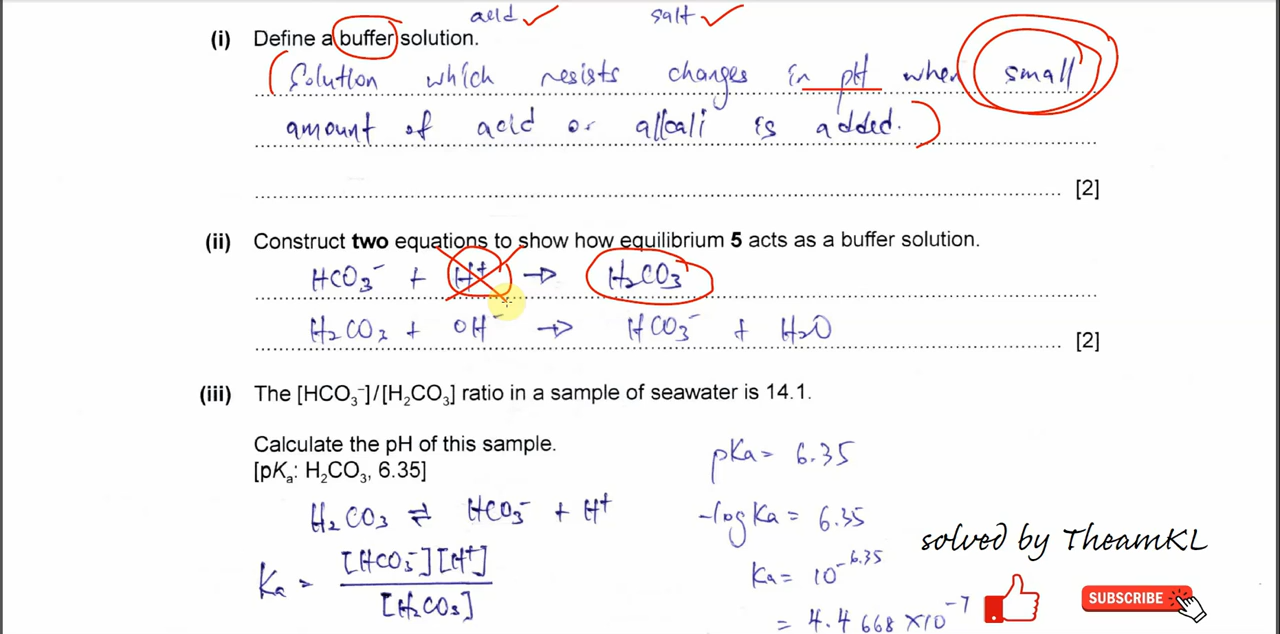 acid ✓ salt ✓
(i) Define a buffer solution.
Solution which resists changes in pH when small
amount of acid or alkali is added.
[2]
(ii) Construct two equations to show how equilibrium 5 acts as a buffer solution.
HCO₃⁻ + H⁺ → H₂CO₃
H₂CO₃ + OH⁻ → HCO₃⁻ + H₂O
[2]
(iii) The [HCO₃⁻]/[H₂CO₃] ratio in a sample of seawater is 14.1.
Calculate the pH of this sample.
[pKₐ: H₂CO₃, 6.35]
pKa = 6.35
H₂CO₃ ⇌ HCO₃⁻ + H⁺
-log Ka = 6.35
Ka = [HCO₃⁻][H⁺] / [H₂CO₃]
Ka = 10^-6.35
= 4.4668 × 10^-7
solved by TheamKL
SUBSCRIBE